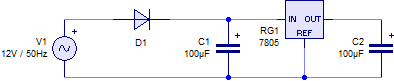 V1
12V / 50Hz
D1
C1
100µF
RG1
7805
IN OUT
REF
C2
100µF